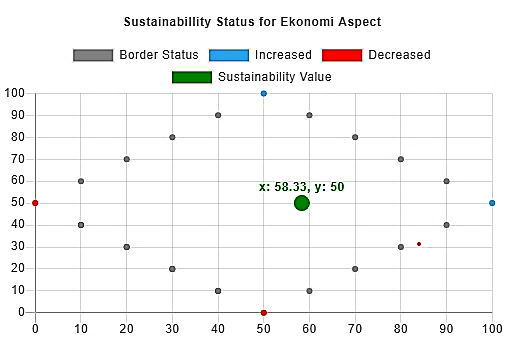 Sustainabillity Status for Ekonomi Aspect
Border Status Increased Decreased
Sustainability Value
100
90
80
70
60
x: 58.33, y: 50
50
40
30
20
10
0
0 10 20 30 40 50 60 70 80 90 100